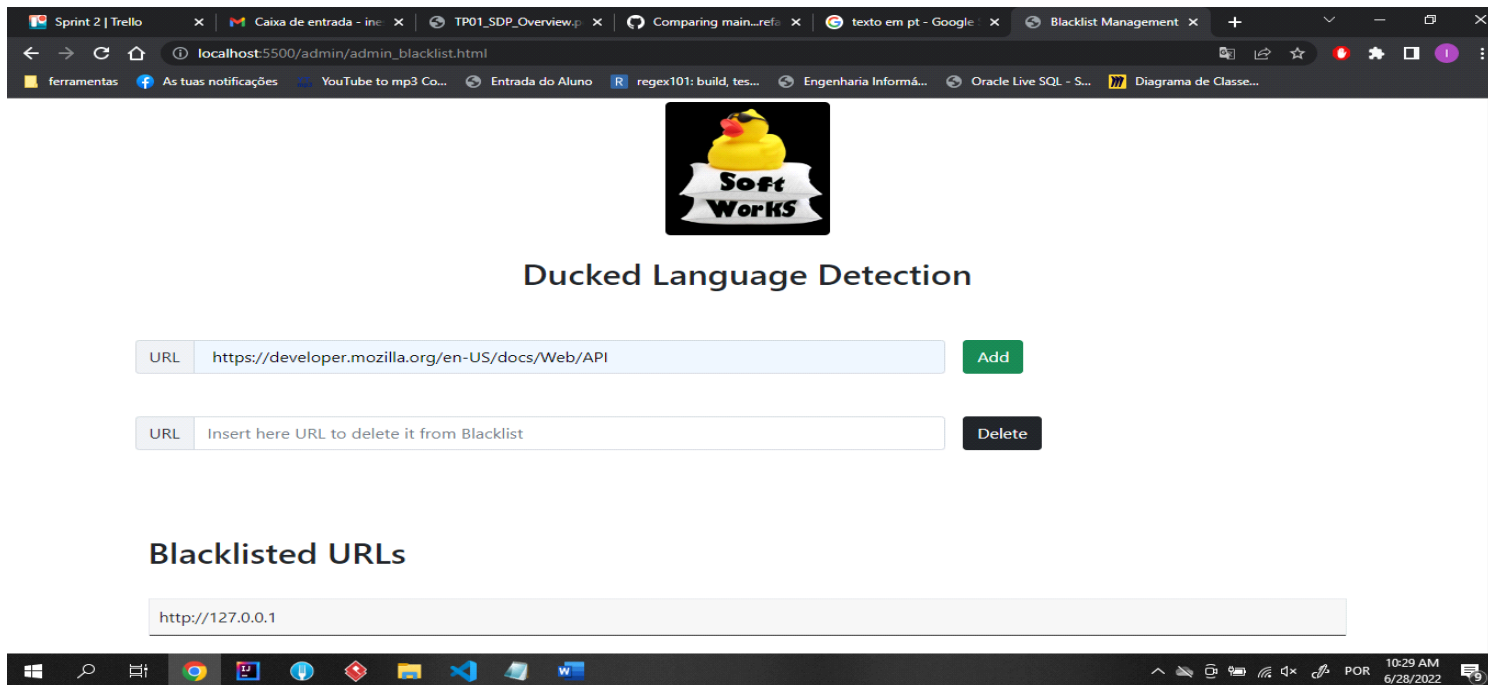 Sprint 2 | Trello
Caixa de entrada - ine
TP01_SDP_Overview.p
Comparing main...refa
texto em pt - Google
Blacklist Management
localhost:5500/admin/admin_blacklist.html
I
ferramentas
As tuas notificações
YouTube to mp3 Co...
Entrada do Aluno
R
regex101: build, tes...
Engenharia Informá...
Oracle Live SQL - S...
Diagrama de Classe...
Soft
WorKS
Ducked Language Detection
URL https://developer.mozilla.org/en-US/docs/Web/API Add
URL Insert here URL to delete it from Blacklist Delete
Blacklisted URLs
http://127.0.0.1
POR
10:29 AM
6/28/2022
9